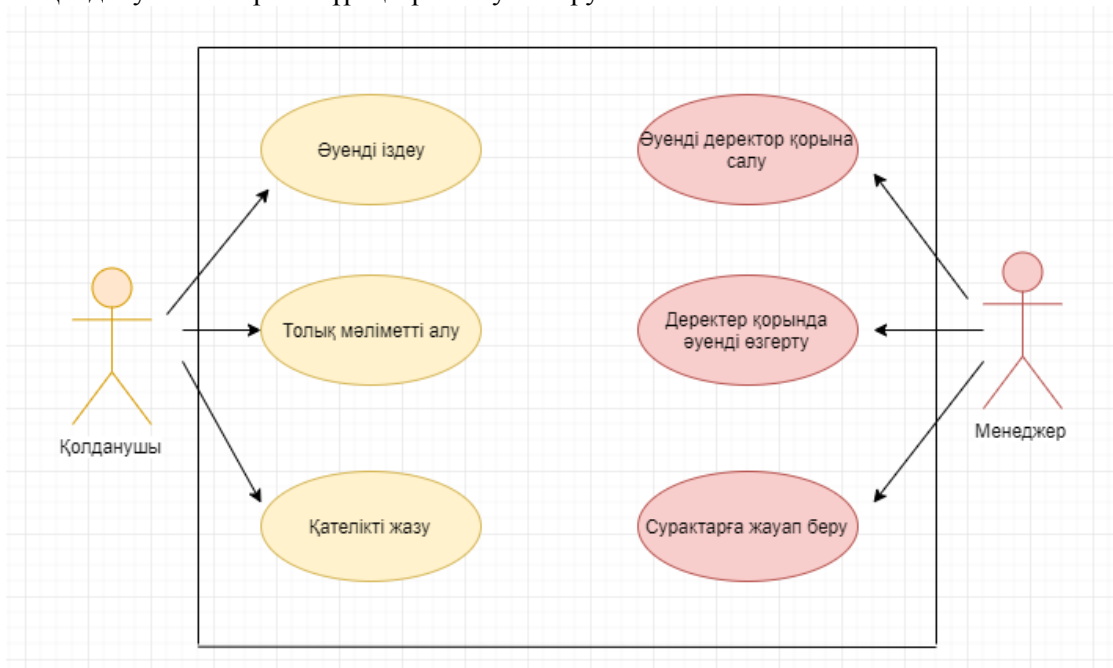 Әуенді іздеу
Әуенді деректор қорына
салу
Толық мәліметті алу
Деректер қорында
әуенді өзгерту
Қолданушы
Менеджер
Қателікті жазу
Сурактарға жауап беру